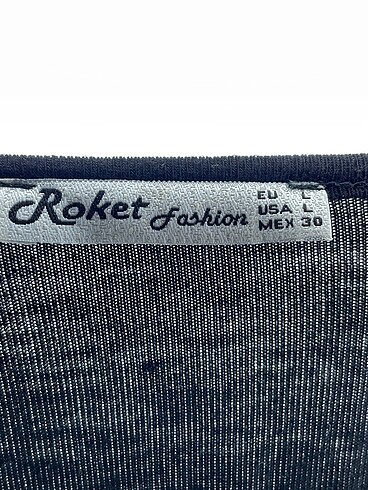 Roket Fashion
EU L
USA L
MEX 30